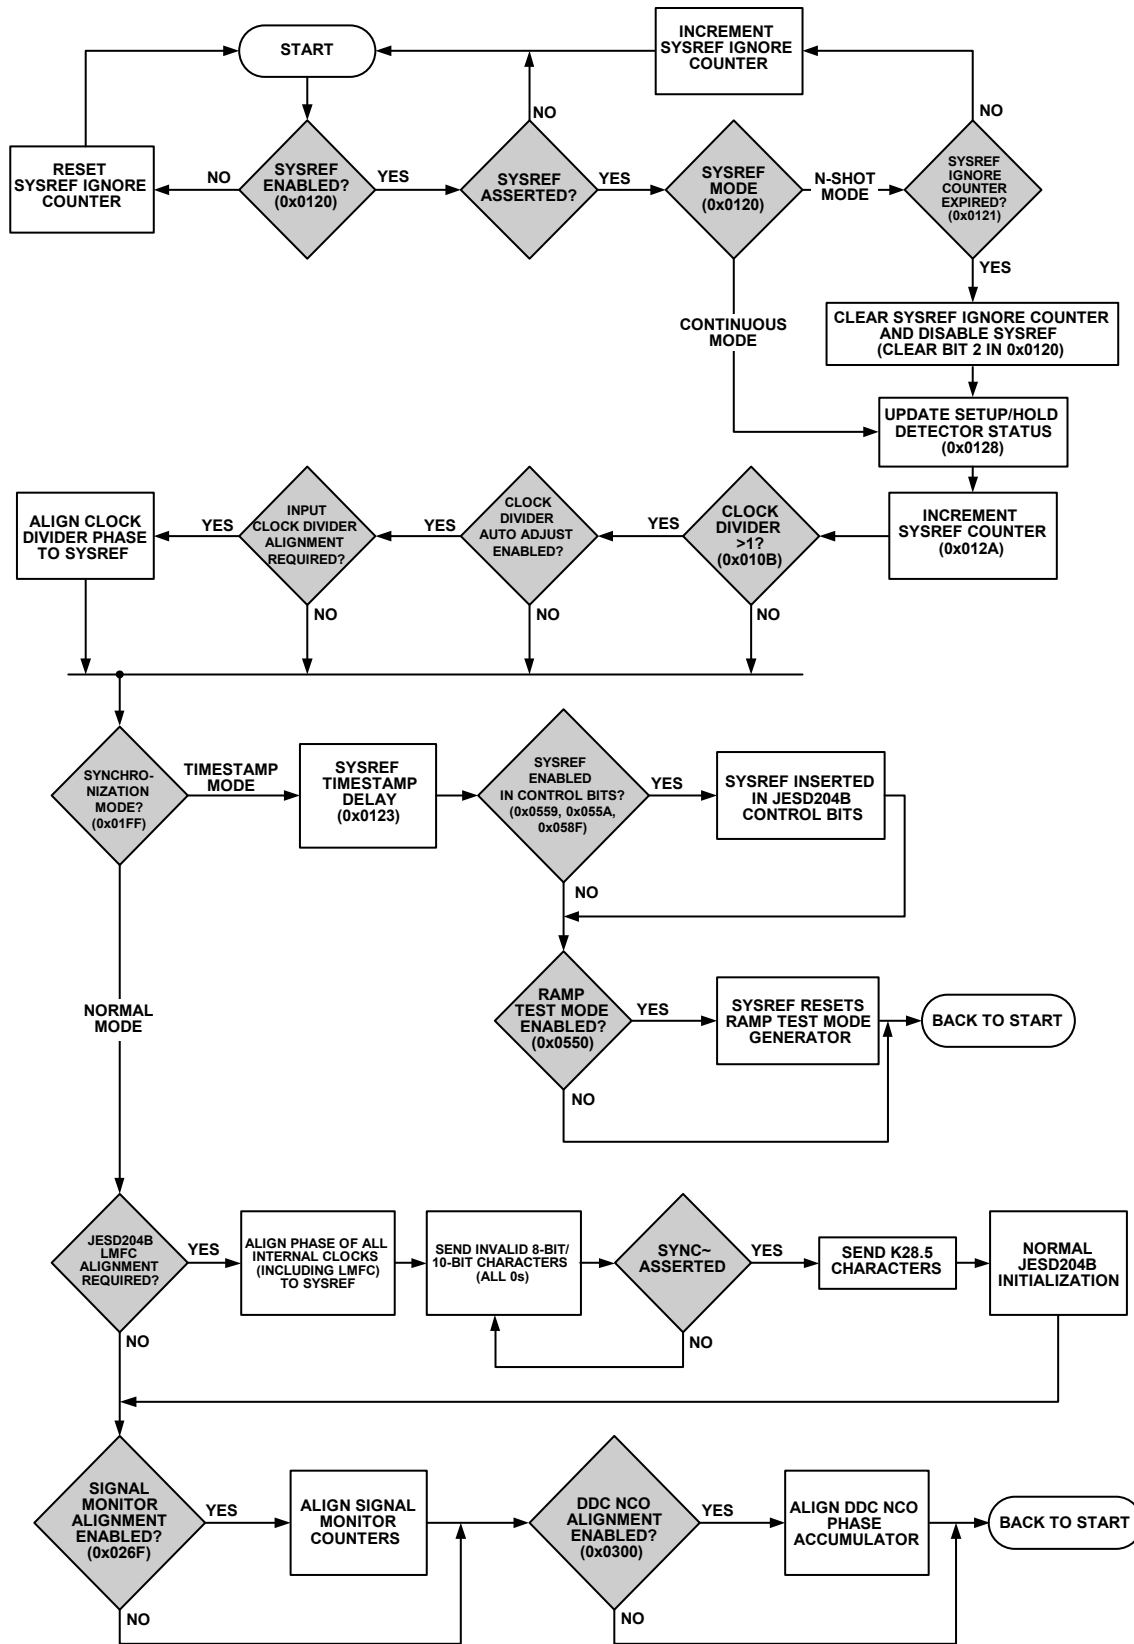 START
INCREMENT
SYSREF IGNORE
COUNTER
NO
NO
RESET
SYSREF IGNORE
COUNTER
NO
SYSREF
ENABLED?
(0x0120)
YES
SYSREF
ASSERTED?
YES
SYSREF
MODE
(0x0120)
N-SHOT
MODE
SYSREF
IGNORE
COUNTER
EXPIRED?
(0x0121)
YES
CONTINUOUS
MODE
CLEAR SYSREF IGNORE COUNTER
AND DISABLE SYSREF
(CLEAR BIT 2 IN 0x0120)
UPDATE SETUP/HOLD
DETECTOR STATUS
(0x0128)
ALIGN CLOCK
DIVIDER PHASE
TO SYSREF
YES
INPUT
CLOCK DIVIDER
ALIGNMENT
REQUIRED?
YES
CLOCK
DIVIDER
AUTO ADJUST
ENABLED?
YES
CLOCK
DIVIDER
>1?
(0x010B)
INCREMENT
SYSREF COUNTER
(0x012A)
NO
NO
NO
SYNCHRO-
NIZATION
MODE?
(0x01FF)
TIMESTAMP
MODE
SYSREF
TIMESTAMP
DELAY
(0x0123)
SYSREF
ENABLED
IN CONTROL BITS?
(0x0559, 0x055A,
0x058F)
YES
SYSREF INSERTED
IN JESD204B
CONTROL BITS
NO
NORMAL
MODE
RAMP
TEST MODE
ENABLED?
(0x0550)
YES
SYSREF RESETS
RAMP TEST MODE
GENERATOR
BACK TO START
NO
JESD204B
LMFC
ALIGNMENT
REQUIRED?
YES
ALIGN PHASE OF ALL
INTERNAL CLOCKS
(INCLUDING LMFC)
TO SYSREF
SEND INVALID 8-BIT/
10-BIT CHARACTERS
(ALL 0s)
SYNC~
ASSERTED
YES
SEND K28.5
CHARACTERS
NORMAL
JESD204B
INITIALIZATION
NO
NO
SIGNAL
MONITOR
ALIGNMENT
ENABLED?
(0x026F)
YES
ALIGN SIGNAL
MONITOR
COUNTERS
DDC NCO
ALIGNMENT
ENABLED?
(0x0300)
YES
ALIGN DDC NCO
PHASE
ACCUMULATOR
BACK TO START
NO
NO